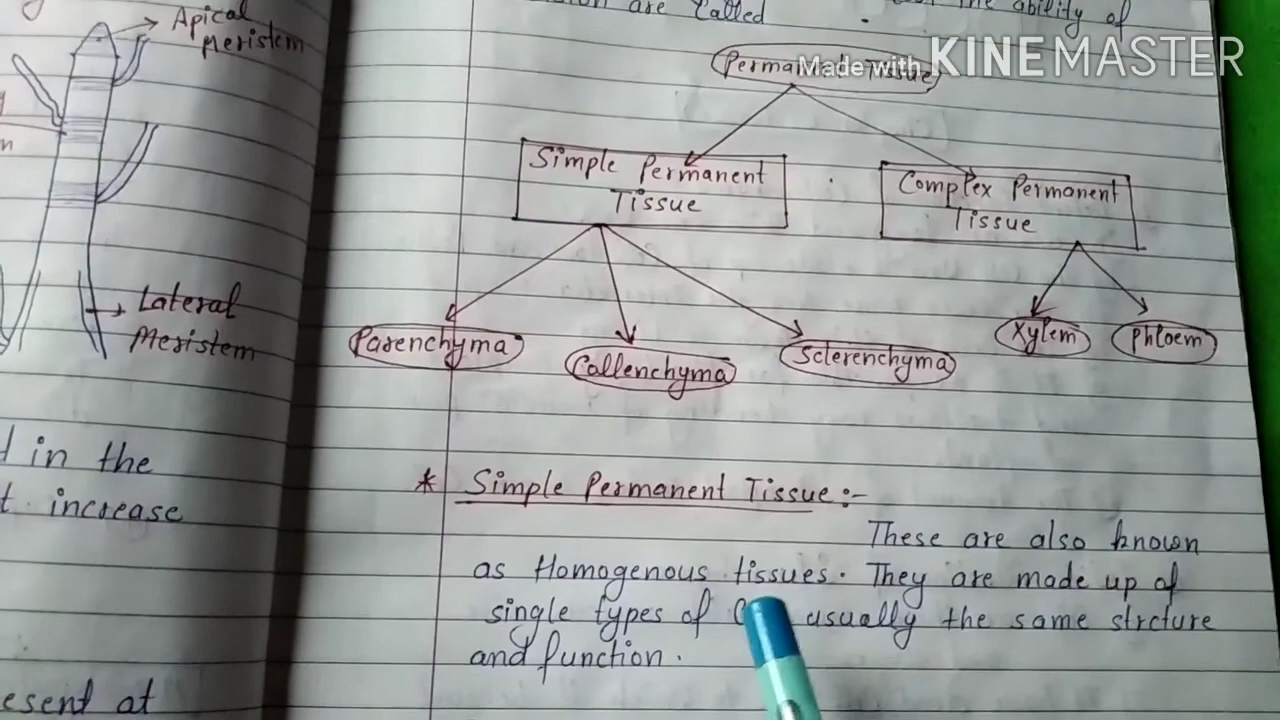 Apical
Meristem
Lateral
Meristem
d in the
t increase
esent at
are called
the ability of
Made with KINEMASTER
Tissue
Simple Permanent
Tissue
Complex Permanent
Tissue
Parenchyma
Collenchyma
Sclerenchyma
Xylem
Phloem
* Simple Permanent Tissue :-
These are also known
as Homogenous tissues. They are made up of
single types of usually the same strcture
and function.